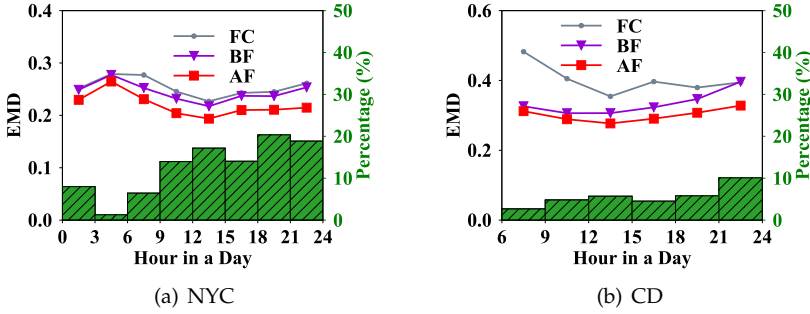 0.4
0.3
0.2
0.1
0.0
EMD
FC
BF
AF
50
40
30
20
10
0
Percentage (%)
0 3 6 9 12 15 18 21 24
Hour in a Day
(a) NYC
0.6
0.4
0.2
0.0
EMD
FC
BF
AF
50
40
30
20
10
0
Percentage (%)
6 9 12 15 18 21 24
Hour in a Day
(b) CD